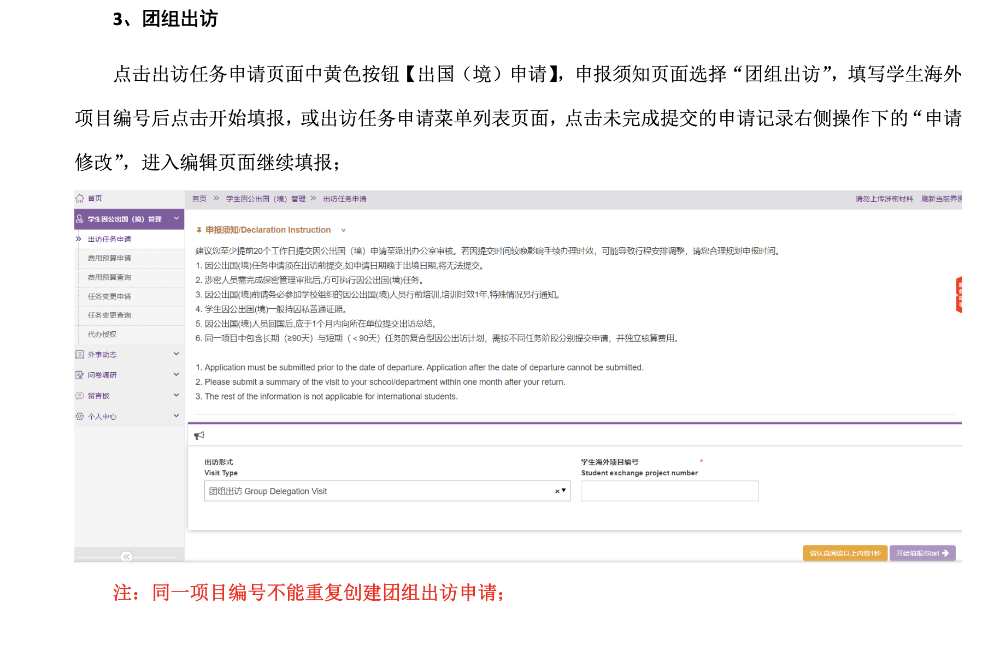 3、团组出访
点击出访任务申请页面中黄色按钮【出国（境）申请】，申报须知页面选择“团组出访”，填写学生海外
项目编号后点击开始填报，或出访任务申请菜单列表页面，点击未完成提交的申请记录右侧操作下的“申请
修改”，进入编辑页面继续填报；
首页
学生因公出国（境）管理
出访任务申请
费用预算申请
费用预算查询
任务变更申请
任务变更查询
代办授权
外事动态
问卷调研
留言板
个人中心
首页 » 学生因公出国（境）管理 » 出访任务申请
请勿上传涉密材料 刷新当前界面
申报须知/Declaration Instruction
建议您至少提前20个工作日提交因公出国（境）申请至派出办公室审核。若因提交时间较晚影响手续办理时效，可能导致行程安排调整，请您合理规划申报时间。
1. 因公出国(境)任务申请须在出访前提交,如申请日期晚于出境日期,将无法提交。
2. 涉密人员需完成保密管理审批后,方可执行因公出国(境)任务。
3. 因公出国(境)前请务必参加学校组织的因公出国(境)人员行前培训,培训时效1年,特殊情况另行通知。
4. 学生因公出国(境)一般持因私普通证照。
5. 因公出国(境)人员回国后,应于1个月内向所在单位提交出访总结。
6. 同一项目中包含长期（≥90天）与短期（＜90天）任务的复合型因公出访计划，需按不同任务阶段分别提交申请，并独立核算费用。
1. Application must be submitted prior to the date of departure. Application after the date of departure cannot be submitted.
2. Please submit a summary of the visit to your school/department within one month after your return.
3. The rest of the information is not applicable for international students.
出访形式
Visit Type
团组出访 Group Delegation Visit
学生海外项目编号 *
Student exchange project number
请认真阅读以上内容1秒
开始填报/Start
注：同一项目编号不能重复创建团组出访申请；